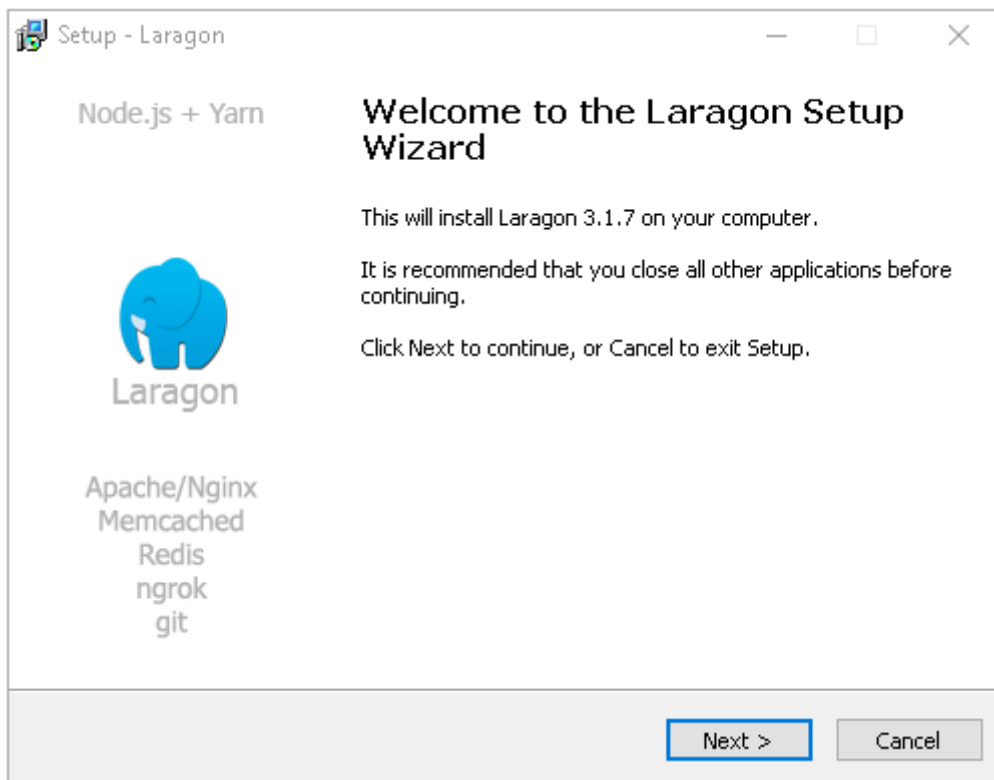 Setup - Laragon
Node.js + Yarn
Laragon
Apache/Nginx
Memcached
Redis
ngrok
git
Welcome to the Laragon Setup
Wizard
This will install Laragon 3.1.7 on your computer.
It is recommended that you close all other applications before
continuing.
Click Next to continue, or Cancel to exit Setup.
Next >
Cancel